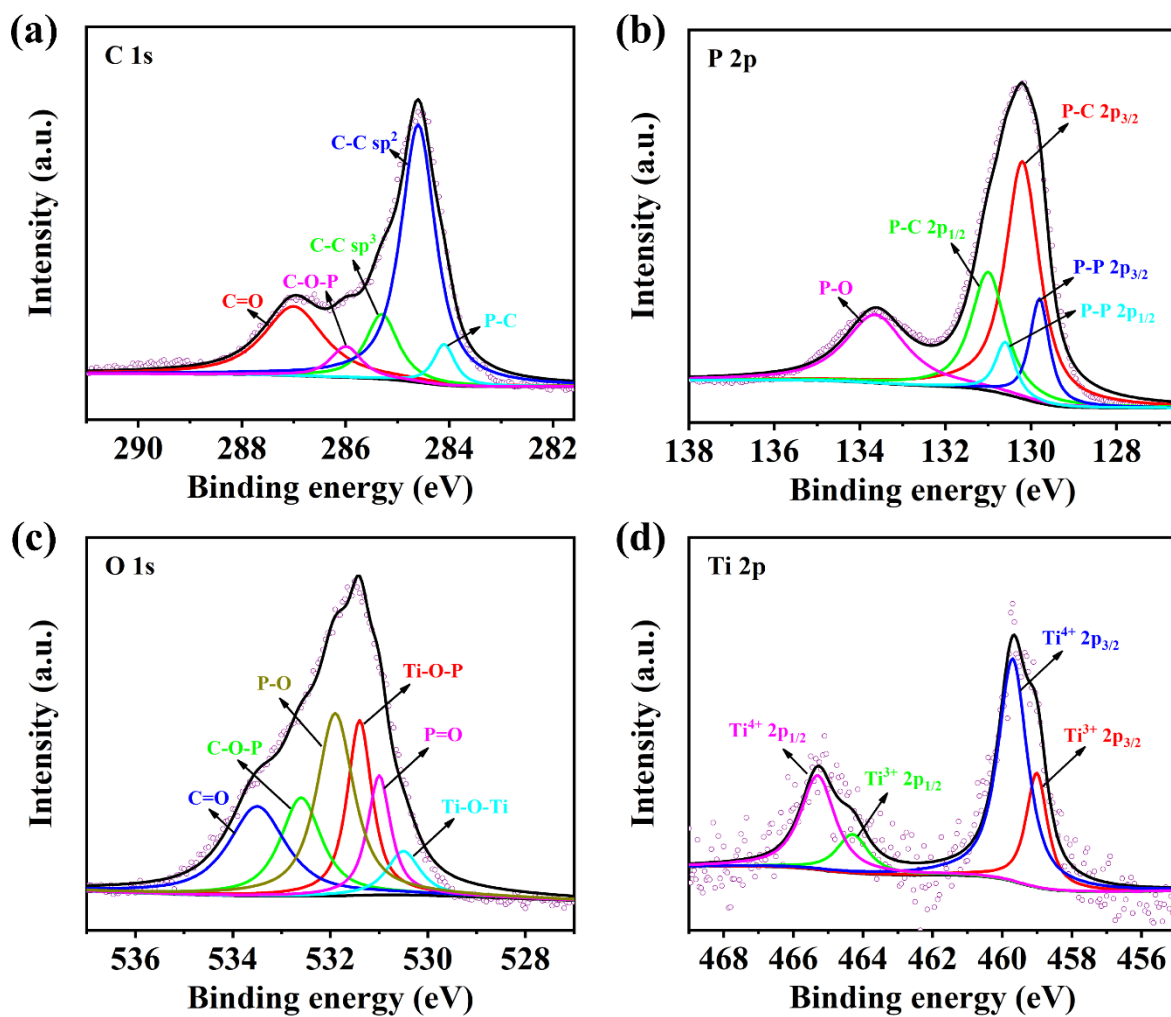 (a)
C 1s
C-C sp²
C-C sp³
C-O-P
C=O
P-C
Intensity (a.u.)
290 288 286 284 282
Binding energy (eV)
(b)
P 2p
P-C 2p₃/₂
P-C 2p₁/₂
P-P 2p₃/₂
P-O
P-P 2p₁/₂
Intensity (a.u.)
138 136 134 132 130 128
Binding energy (eV)
(c)
O 1s
Ti-O-P
P-O
P=O
C-O-P
C=O
Ti-O-Ti
Intensity (a.u.)
536 534 532 530 528
Binding energy (eV)
(d)
Ti 2p
Ti⁴⁺ 2p₃/₂
Ti⁴⁺ 2p₁/₂
Ti³⁺ 2p₃/₂
Ti³⁺ 2p₁/₂
Intensity (a.u.)
468 466 464 462 460 458 456
Binding energy (eV)